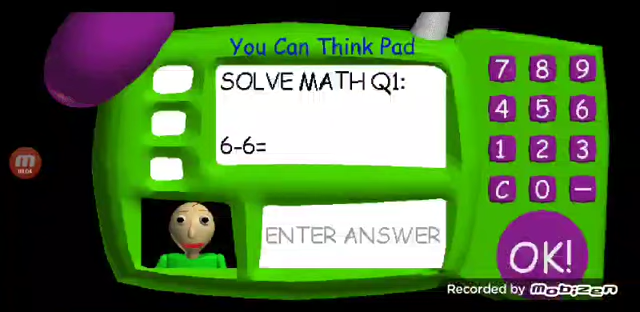 You Can Think Pad
SOLVE MATH Q1:
6-6=
ENTER ANSWER
7 8 9
4 5 6
1 2 3
C 0 —
OK!
Recorded by mobizen